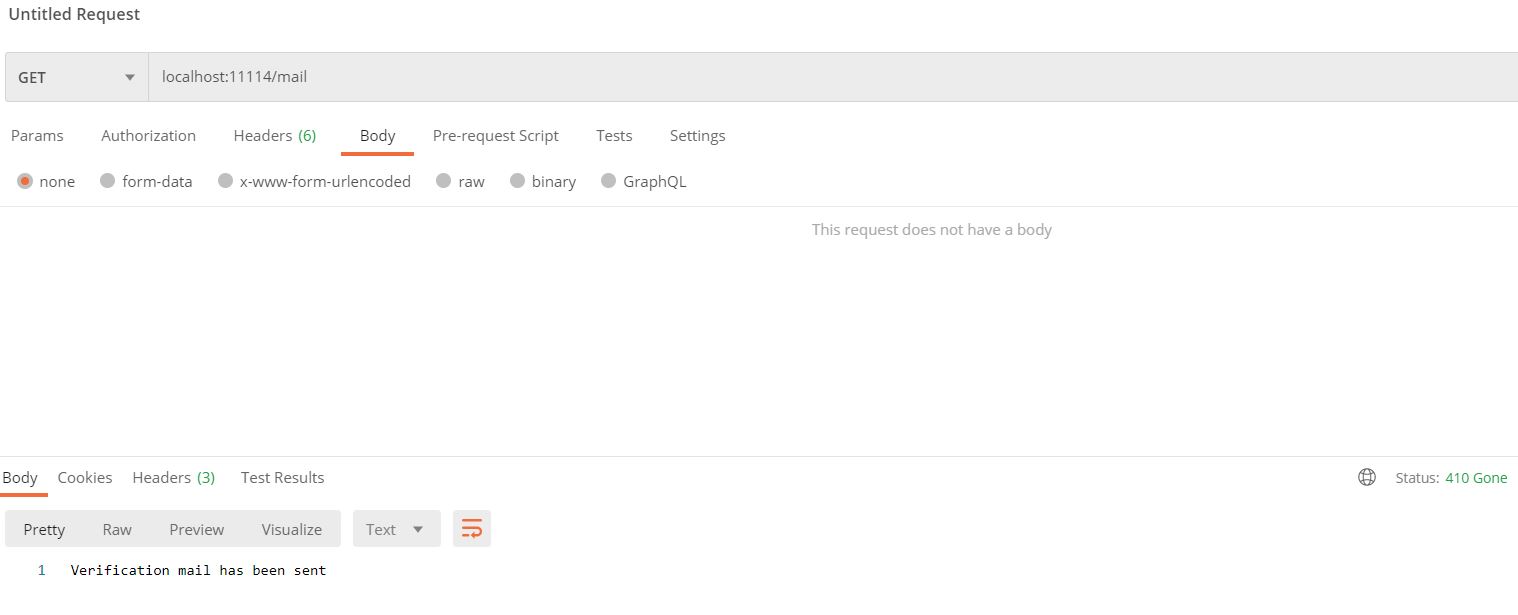 Untitled Request
GET localhost:11114/mail
Params Authorization Headers (6) Body Pre-request Script Tests Settings
none form-data x-www-form-urlencoded raw binary GraphQL
This request does not have a body
Body Cookies Headers (3) Test Results Status: 410 Gone
Pretty Raw Preview Visualize Text
1 Verification mail has been sent